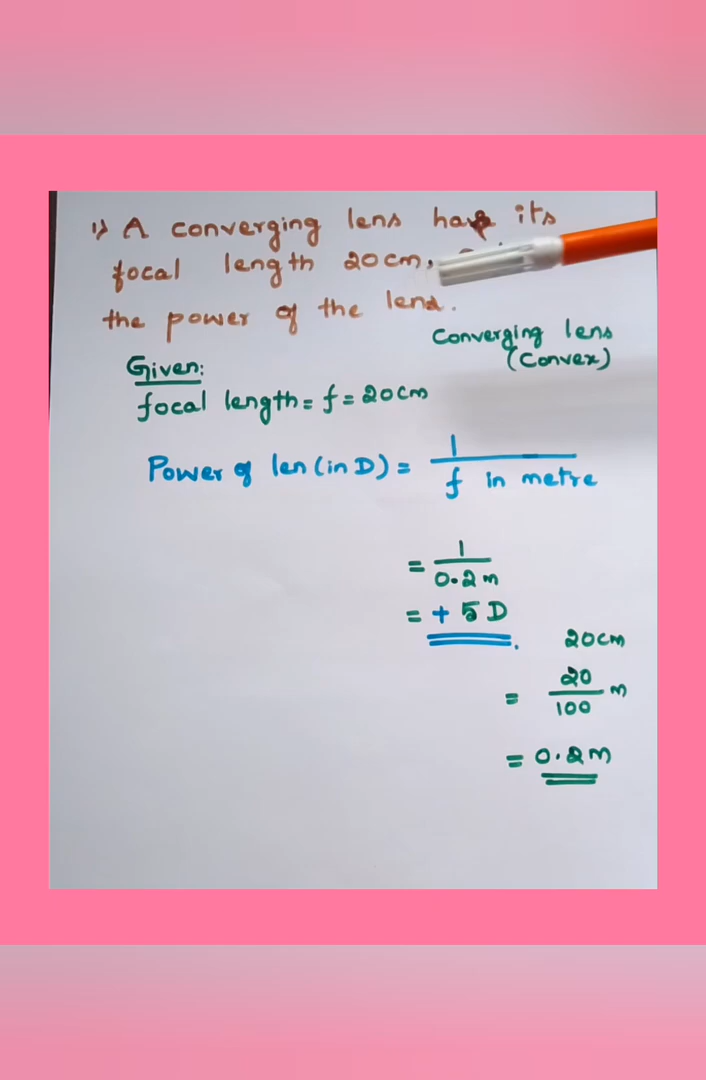 1) A converging lens has its
focal length 20cm.
the power of the lens.
Converging lens
(Convex)
Given:
focal length = f = 20cm
Power of len (in D) = 1 / f in metre
= 1 / 0.2 m
= + 5 D.
20cm
= 20 / 100 m
= 0.2m